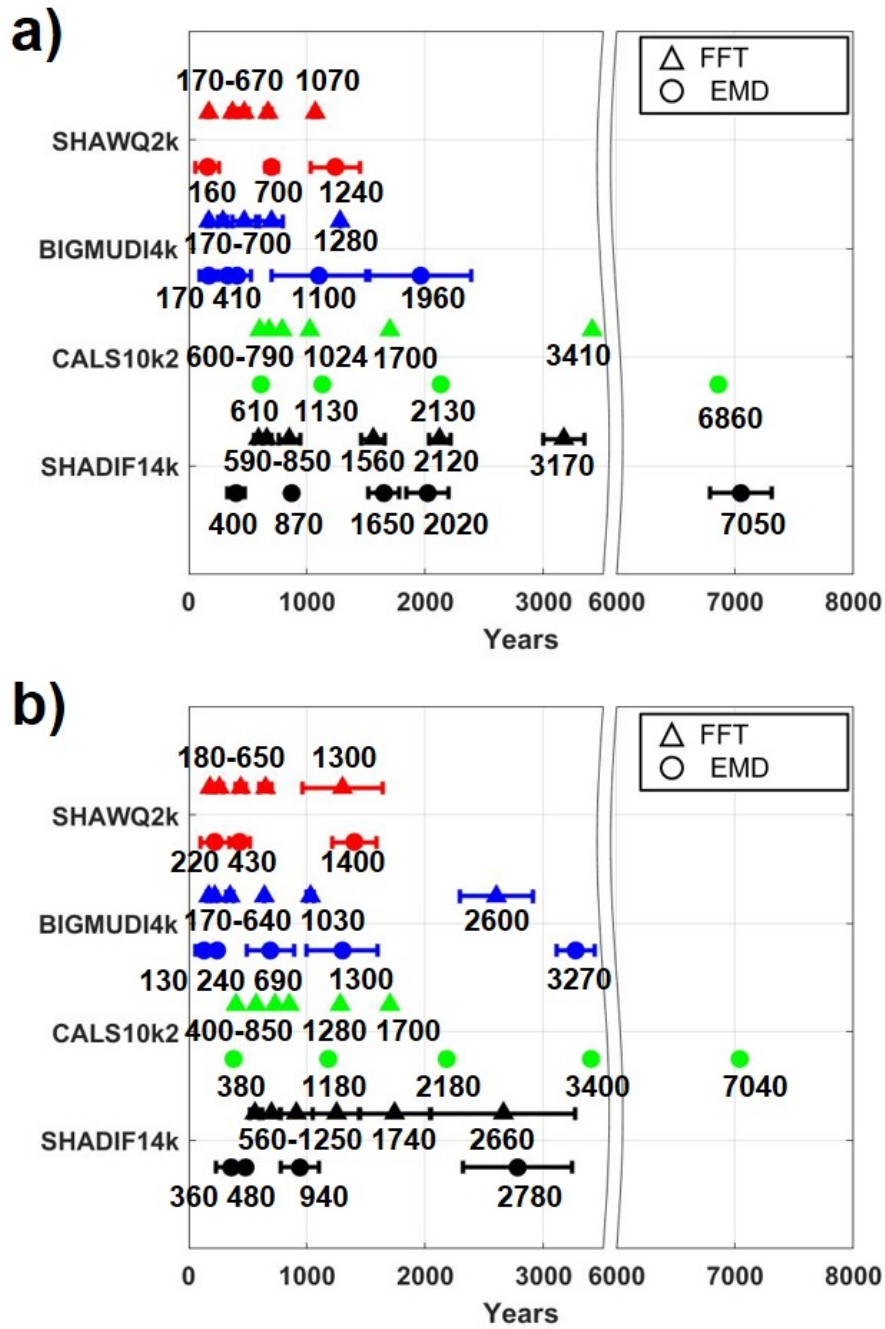 a)
FFT
EMD
170-670 1070
SHAWQ2k
160 700 1240
BIGMUDI4k
170-700 1280
170 410 1100 1960
CALS10k2
600-790 1024 1700 3410
610 1130 2130 6860
SHADIF14k
590-850 1560 2120 3170
400 870 1650 2020 7050
0 1000 2000 3000 6000 7000 8000
Years
b)
FFT
EMD
180-650 1300
SHAWQ2k
220 430 1400
BIGMUDI4k
170-640 1030 2600
130 240 690 1300 3270
CALS10k2
400-850 1280 1700
380 1180 2180 3400 7040
SHADIF14k
560-1250 1740 2660
360 480 940 2780
0 1000 2000 3000 6000 7000 8000
Years